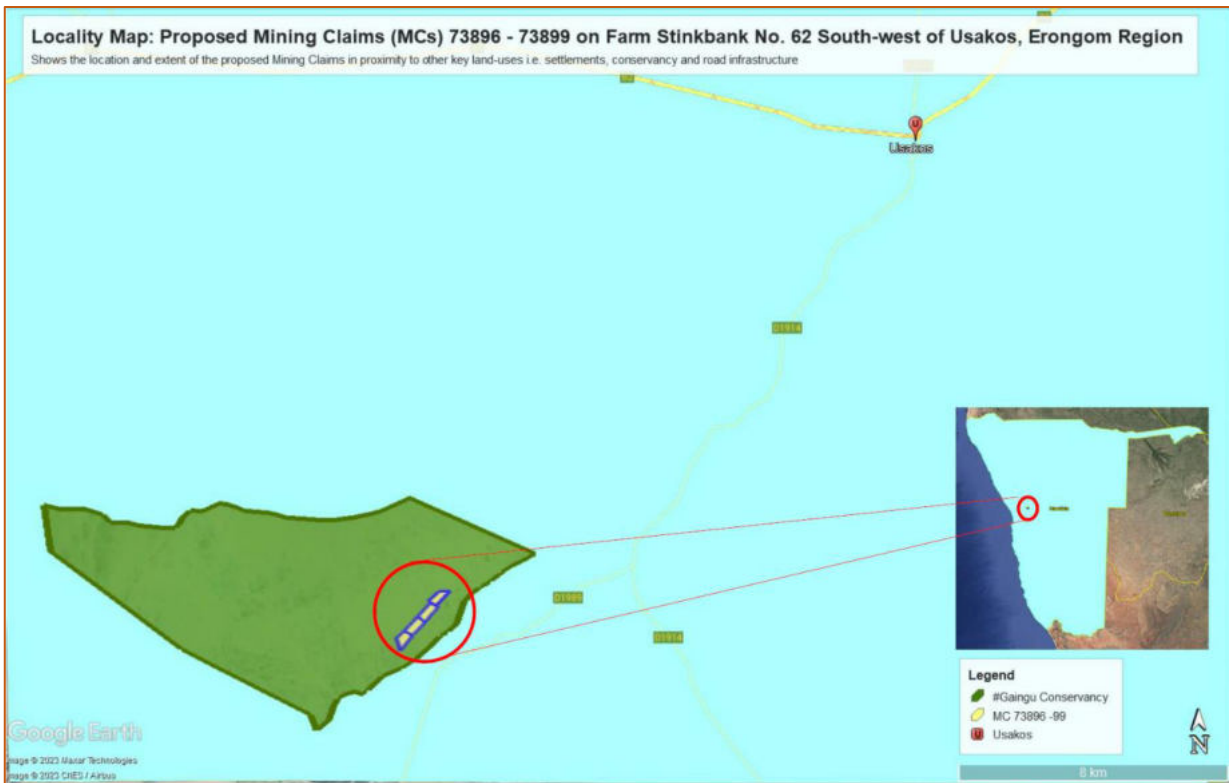 Locality Map: Proposed Mining Claims (MCs) 73896 - 73899 on Farm Stinkbank No. 62 South-west of Usakos, Erongom Region
Shows the location and extent of the proposed Mining Claims in proximity to other key land-uses i.e. settlements, conservancy and road infrastructure
Usakos
D1914
D1989
D1914
Legend
#Gaingu Conservancy
MC 73896 -99
Usakos
N
8 km
Google Earth
Image © 2023 Maxar Technologies
Image © 2023 CNES / Airbus